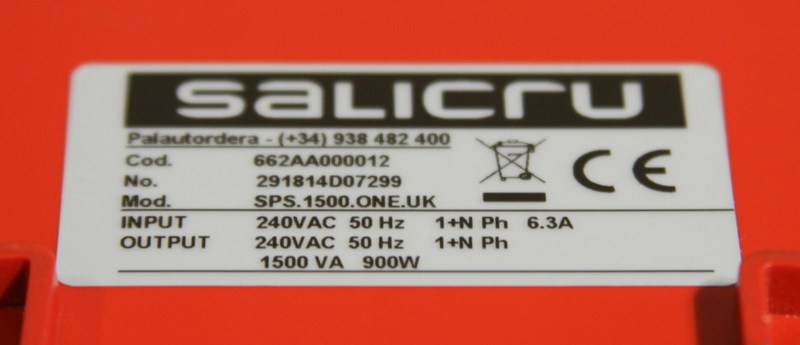 SALICRU
Palautordera - (+34) 938 482 400
Cod. 662AA000012
No. 291814D07299
Mod. SPS.1500.ONE.UK
CE
INPUT 240VAC 50 Hz 1+N Ph 6.3A
OUTPUT 240VAC 50 Hz 1+N Ph
1500 VA 900W